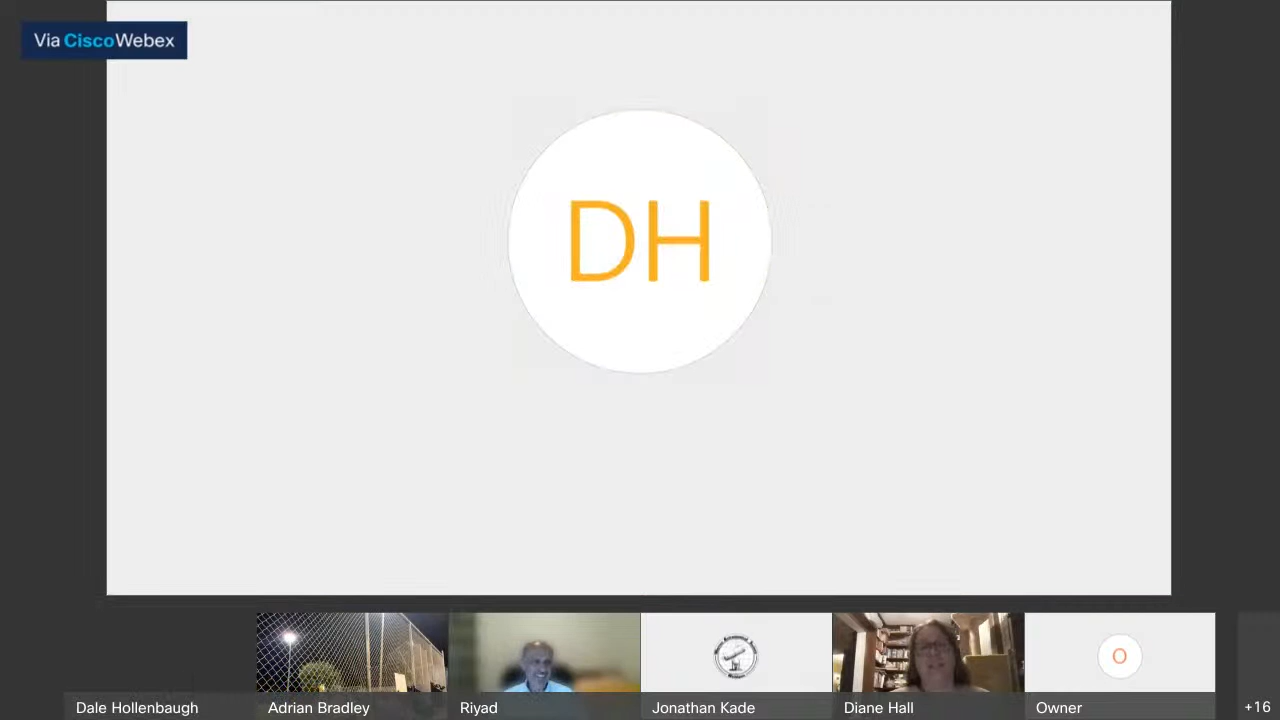 Via CiscoWebex
DH
O
Dale Hollenbaugh
Adrian Bradley
Riyad
Jonathan Kade
Diane Hall
Owner
+16